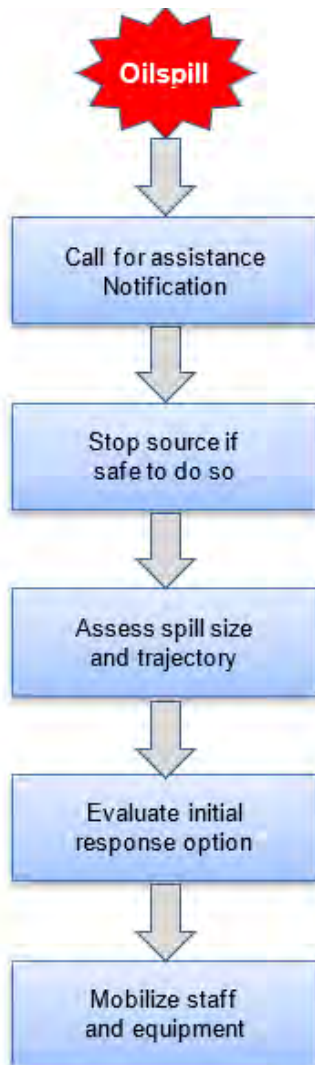 Oilspill
Call for assistance
Notification
Stop source if
safe to do so
Assess spill size
and trajectory
Evaluate initial
response option
Mobilize staff
and equipment